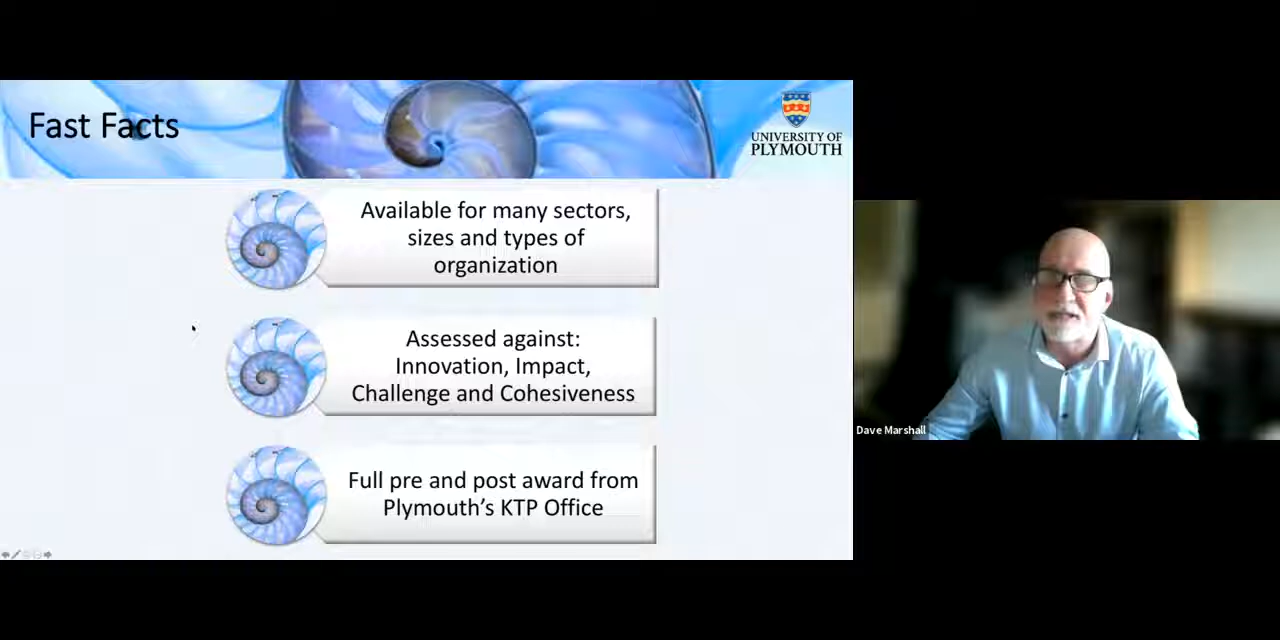 Fast Facts
UNIVERSITY OF
PLYMOUTH
Available for many sectors,
sizes and types of
organization
Assessed against:
Innovation, Impact,
Challenge and Cohesiveness
Full pre and post award from
Plymouth’s KTP Office
Dave Marshall